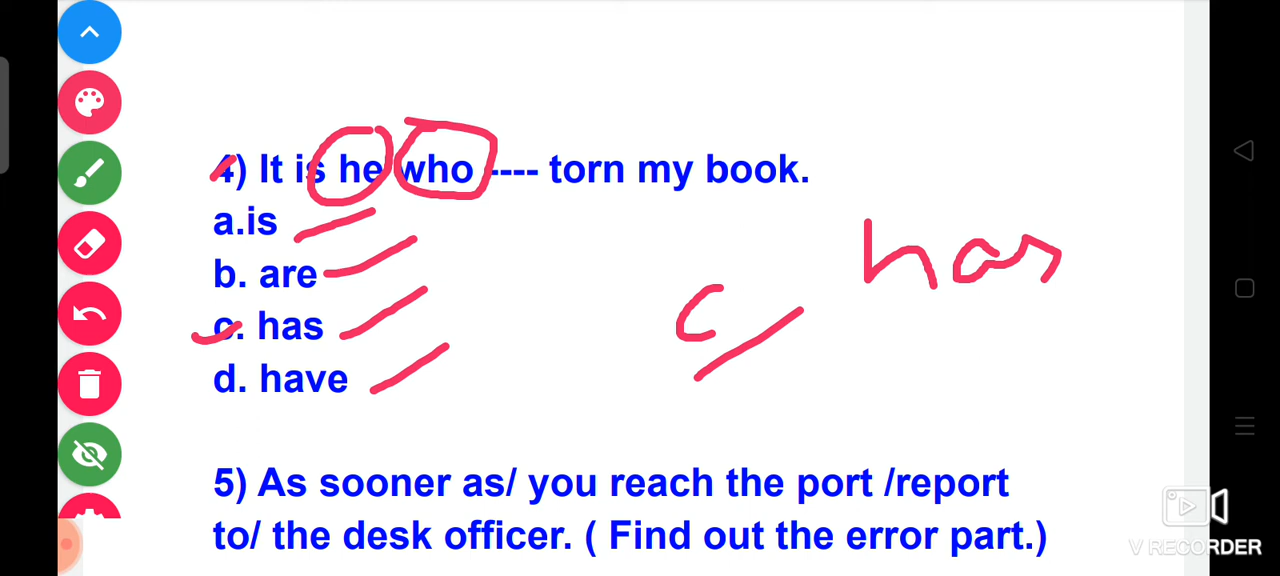 4) It is he who ---- torn my book.
a.is
b. are
c. has
d. have
c
has
5) As sooner as/ you reach the port /report
to/ the desk officer. ( Find out the error part.)
V RECORDER